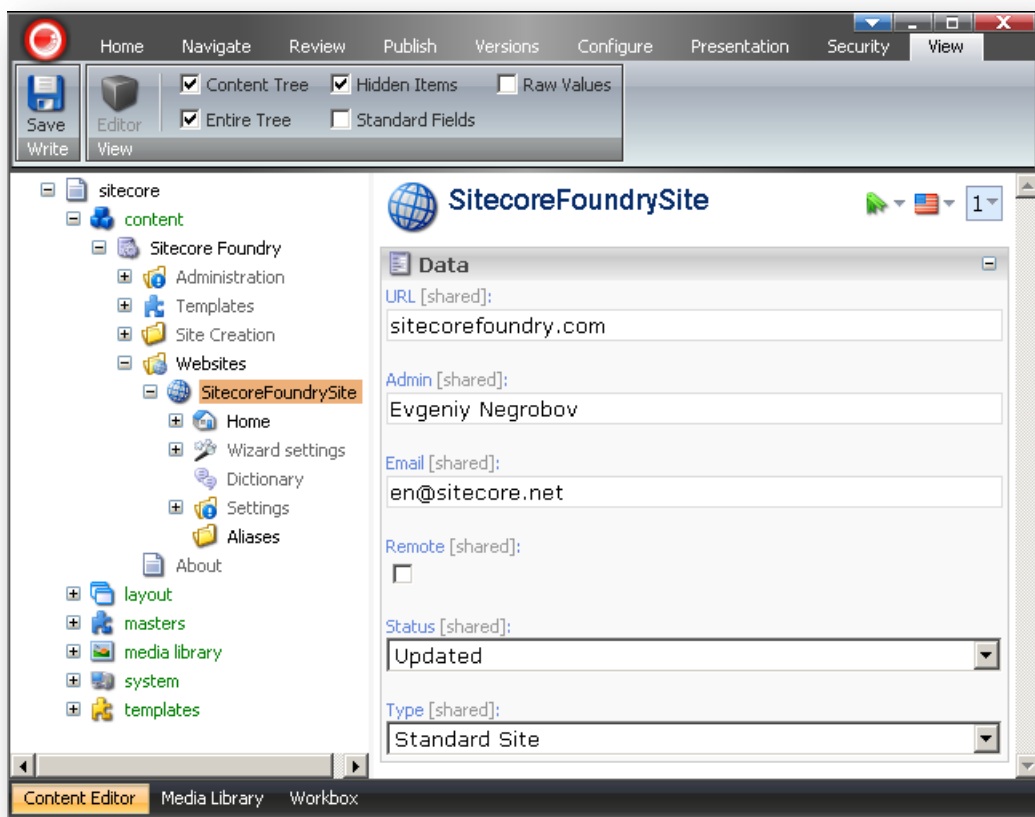 Home Navigate Review Publish Versions Configure Presentation Security View
Content Tree Hidden Items Raw Values
Save Editor Entire Tree Standard Fields
Write View
sitecore
content
Sitecore Foundry
Administration
Templates
Site Creation
Websites
SitecoreFoundrySite
Home
Wizard settings
Dictionary
Settings
Aliases
About
layout
masters
media library
system
templates
SitecoreFoundrySite 1
Data
URL [shared]:
sitecorefoundry.com
Admin [shared]:
Evgeniy Negrobov
Email [shared]:
en@sitecore.net
Remote [shared]:
Status [shared]:
Updated
Type [shared]:
Standard Site
Content Editor Media Library Workbox